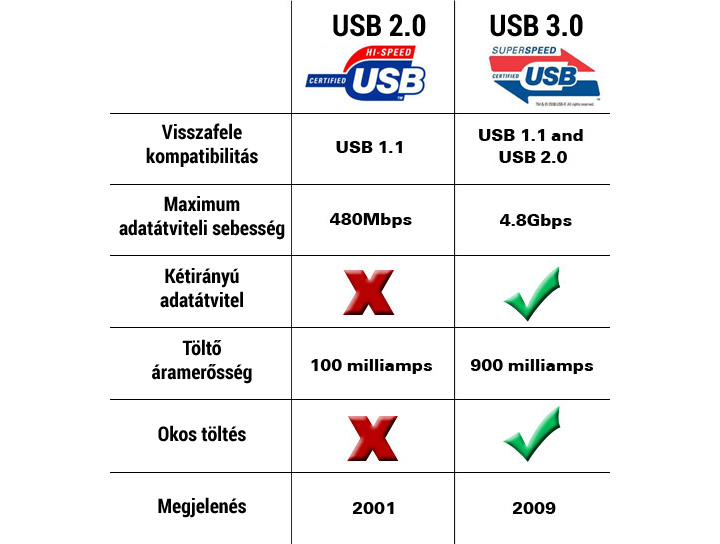 USB 2.0
USB 3.0
HI-SPEED
CERTIFIED
USB
TM
SUPERSPEED
CERTIFIED
USB
TM
Visszafele
kompatibilitás
USB 1.1
USB 1.1 and
USB 2.0
Maximum
adatátviteli sebesség
480Mbps
4.8Gbps
Kétirányú
adatátvitel
Töltő
áramerősség
100 milliamps
900 milliamps
Okos töltés
Megjelenés
2001
2009